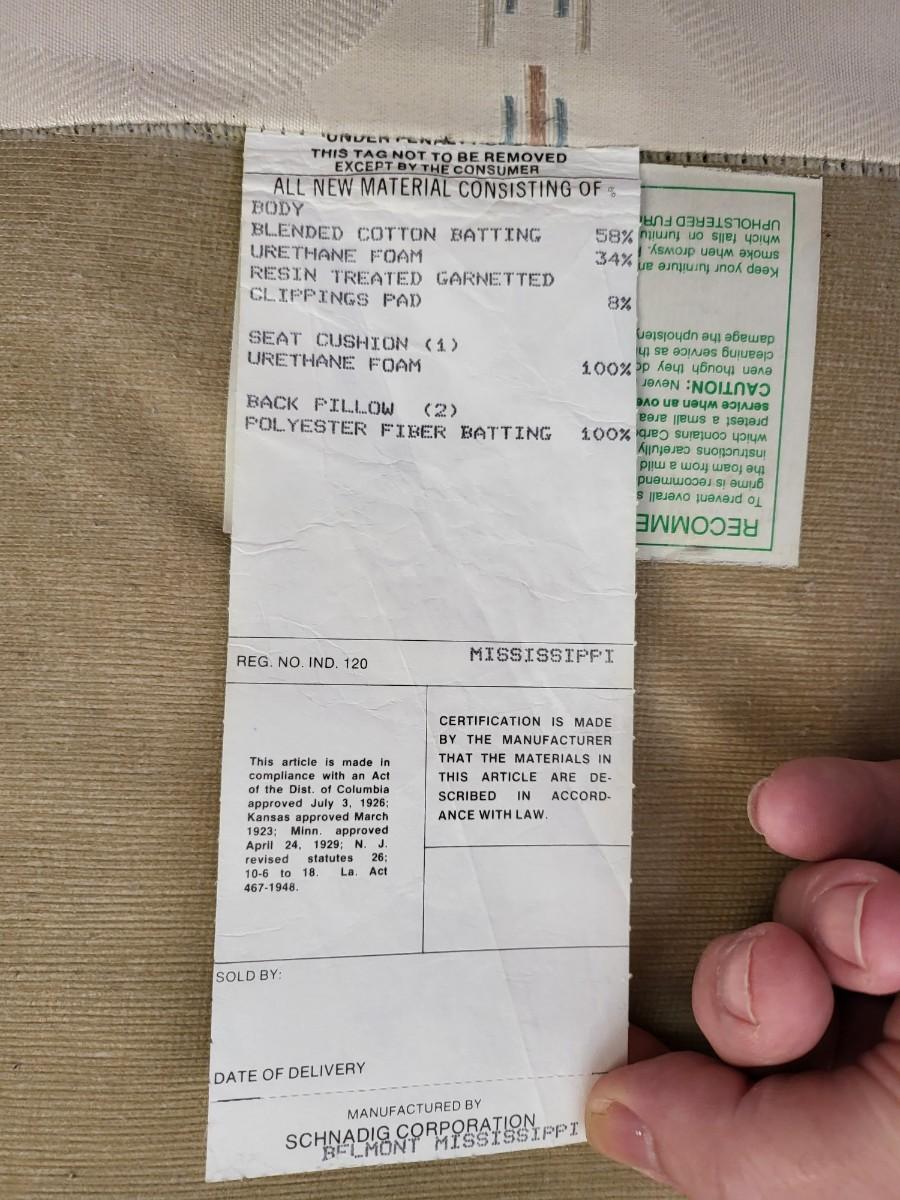 UNDER PENALTY
THIS TAG NOT TO BE REMOVED
EXCEPT BY THE CONSUMER
ALL NEW MATERIAL CONSISTING OF %
BODY
BLENDED COTTON BATTING 58%
URETHANE FOAM 34%
RESIN TREATED GARNETTED
CLIPPINGS PAD 8%
SEAT CUSHION (1)
URETHANE FOAM 100%
BACK PILLOW (2)
POLYESTER FIBER BATTING 100%
REG. NO. IND. 120 MISSISSIPPI
This article is made in
compliance with an Act
of the Dist. of Columbia
approved July 3, 1926;
Kansas approved March
1923; Minn. approved
April 24, 1929; N. J.
revised statutes 26;
10-6 to 18. La. Act
467-1948.
CERTIFICATION IS MADE
BY THE MANUFACTURER
THAT THE MATERIALS IN
THIS ARTICLE ARE DE-
SCRIBED IN ACCORD-
ANCE WITH LAW.
SOLD BY:
DATE OF DELIVERY
MANUFACTURED BY
SCHNADIG CORPORATION
BELMONT MISSISSIPPI
RECOMME
To prevent overall s
grime is recommend
the foam from a mild
instructions carefully
which contains Carbo
pretest a small area
service when an ove
CAUTION: Never
even though they do
cleaning service as th
damage the upholstery
Keep your furniture an
smoke when drowsy.
which falls on furnitu
UPHOLSTERED FURN